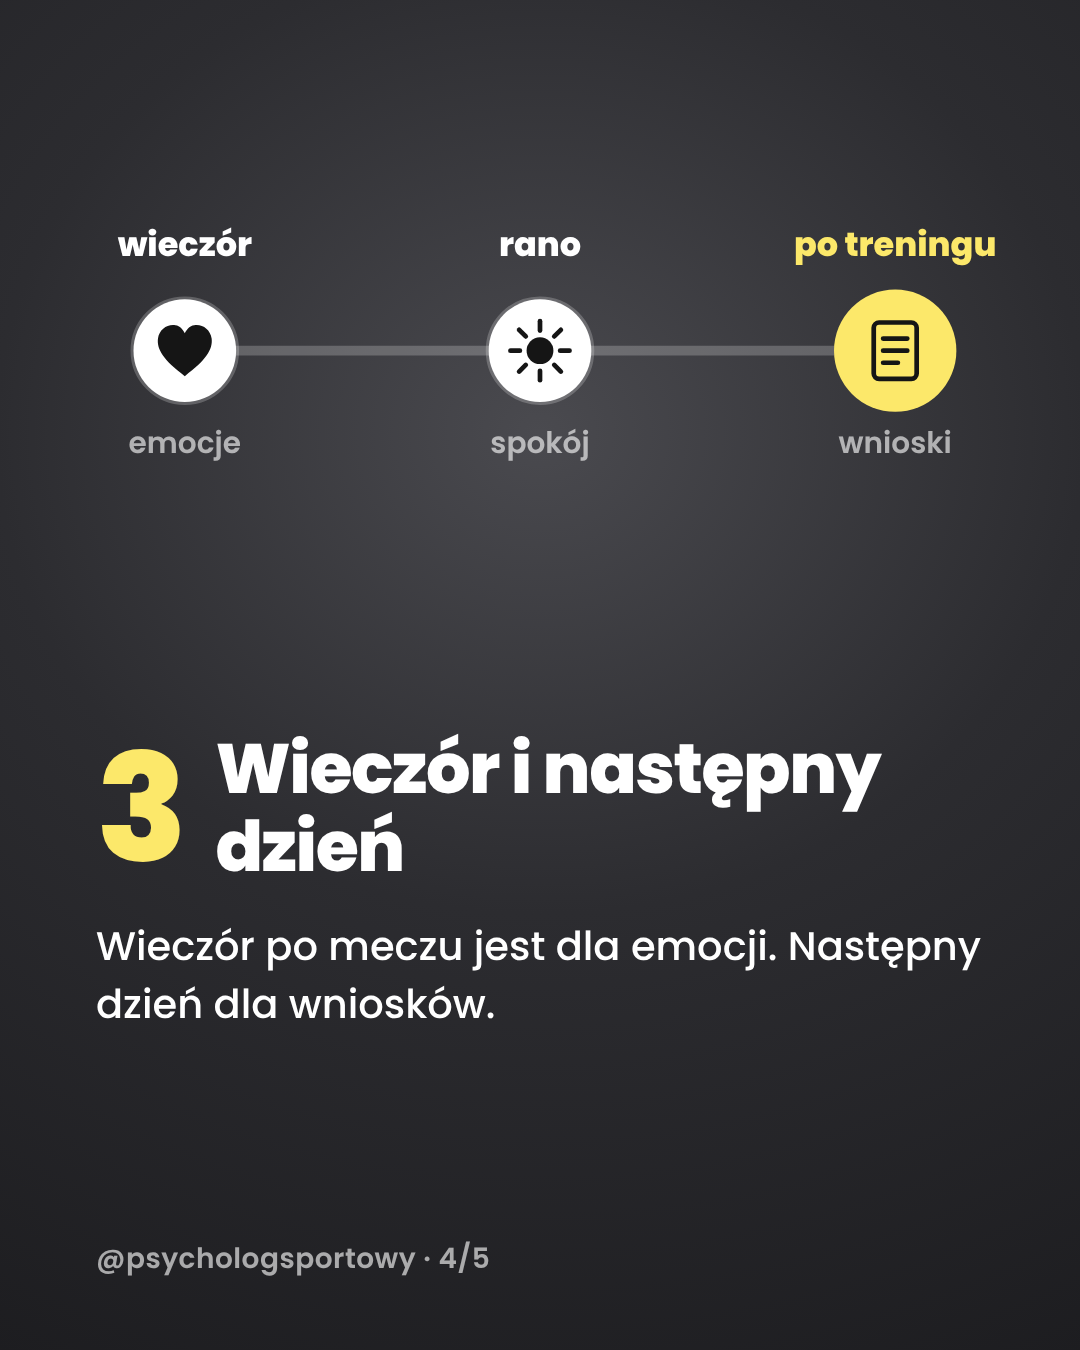 wieczór rano po treningu
emocje spokój wnioski
3 Wieczór i następny
dzień
Wieczór po meczu jest dla emocji. Następny
dzień dla wniosków.
@psychologsportowy · 4/5